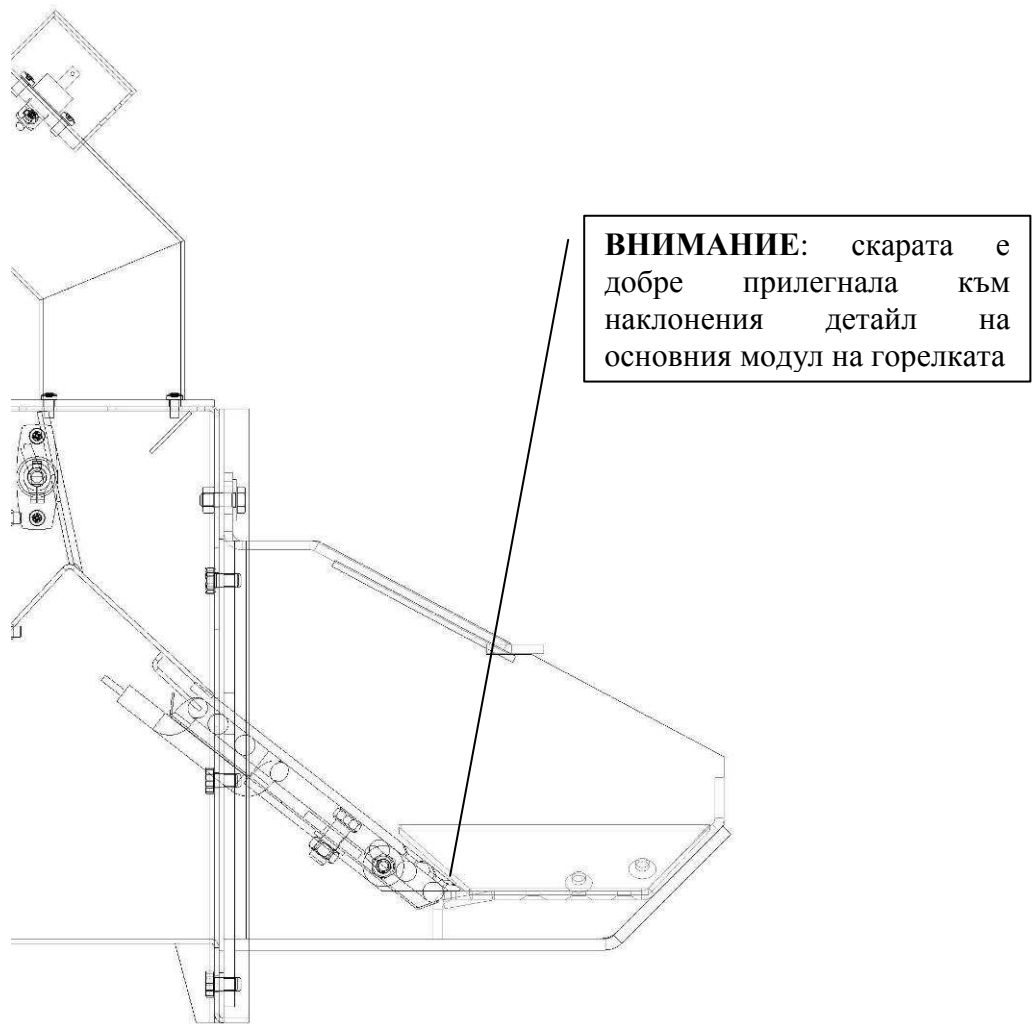 ВНИМАНИЕ: скарата е
добре прилегнала към
наклонения детайл на
основния модул на горелката